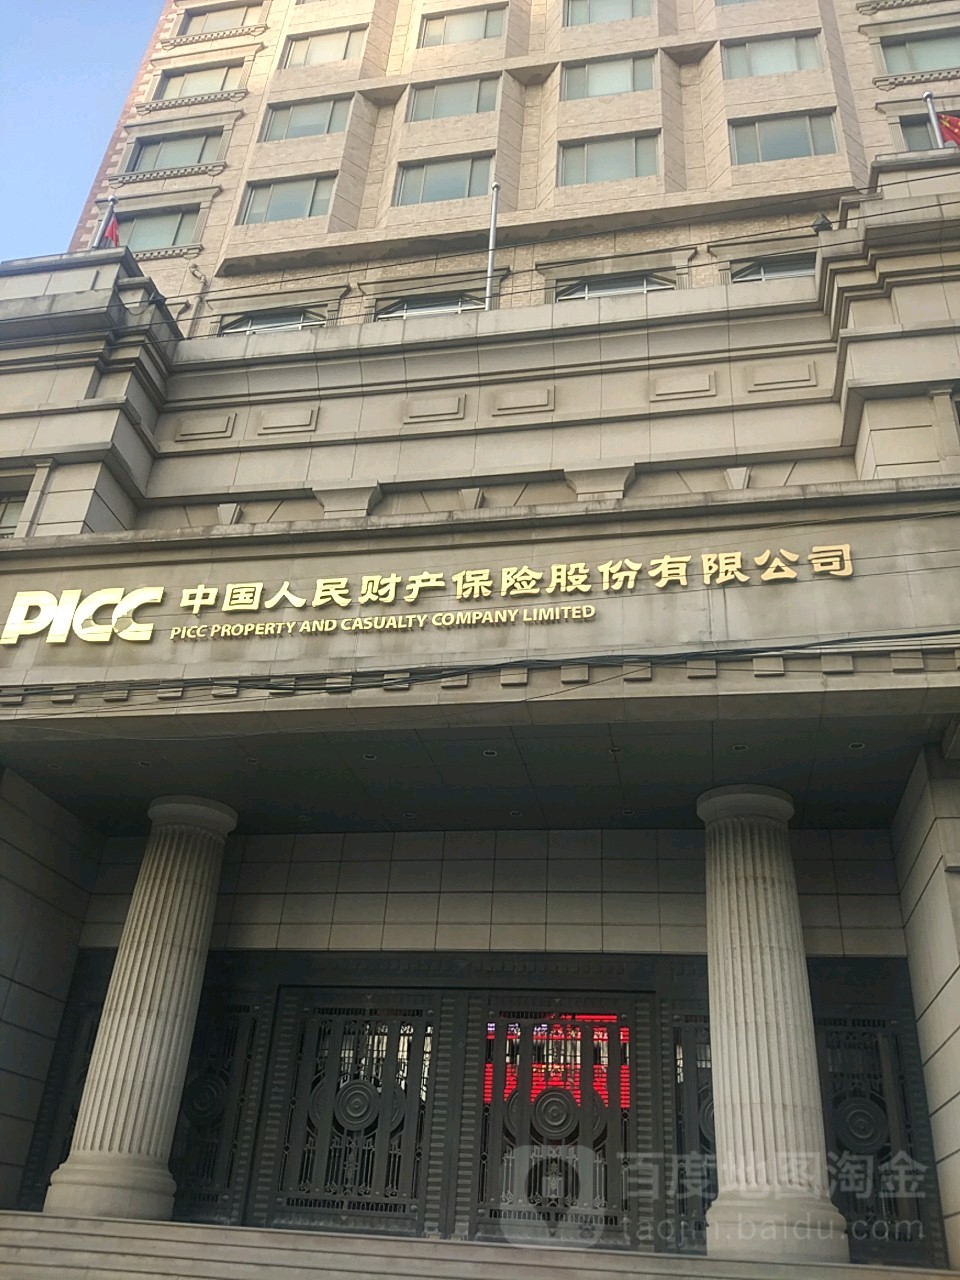 PICC 中国人民财产保险股份有限公司
PICC PROPERTY AND CASUALTY COMPANY LIMITED
百度地图淘金
taojin.baidu.com